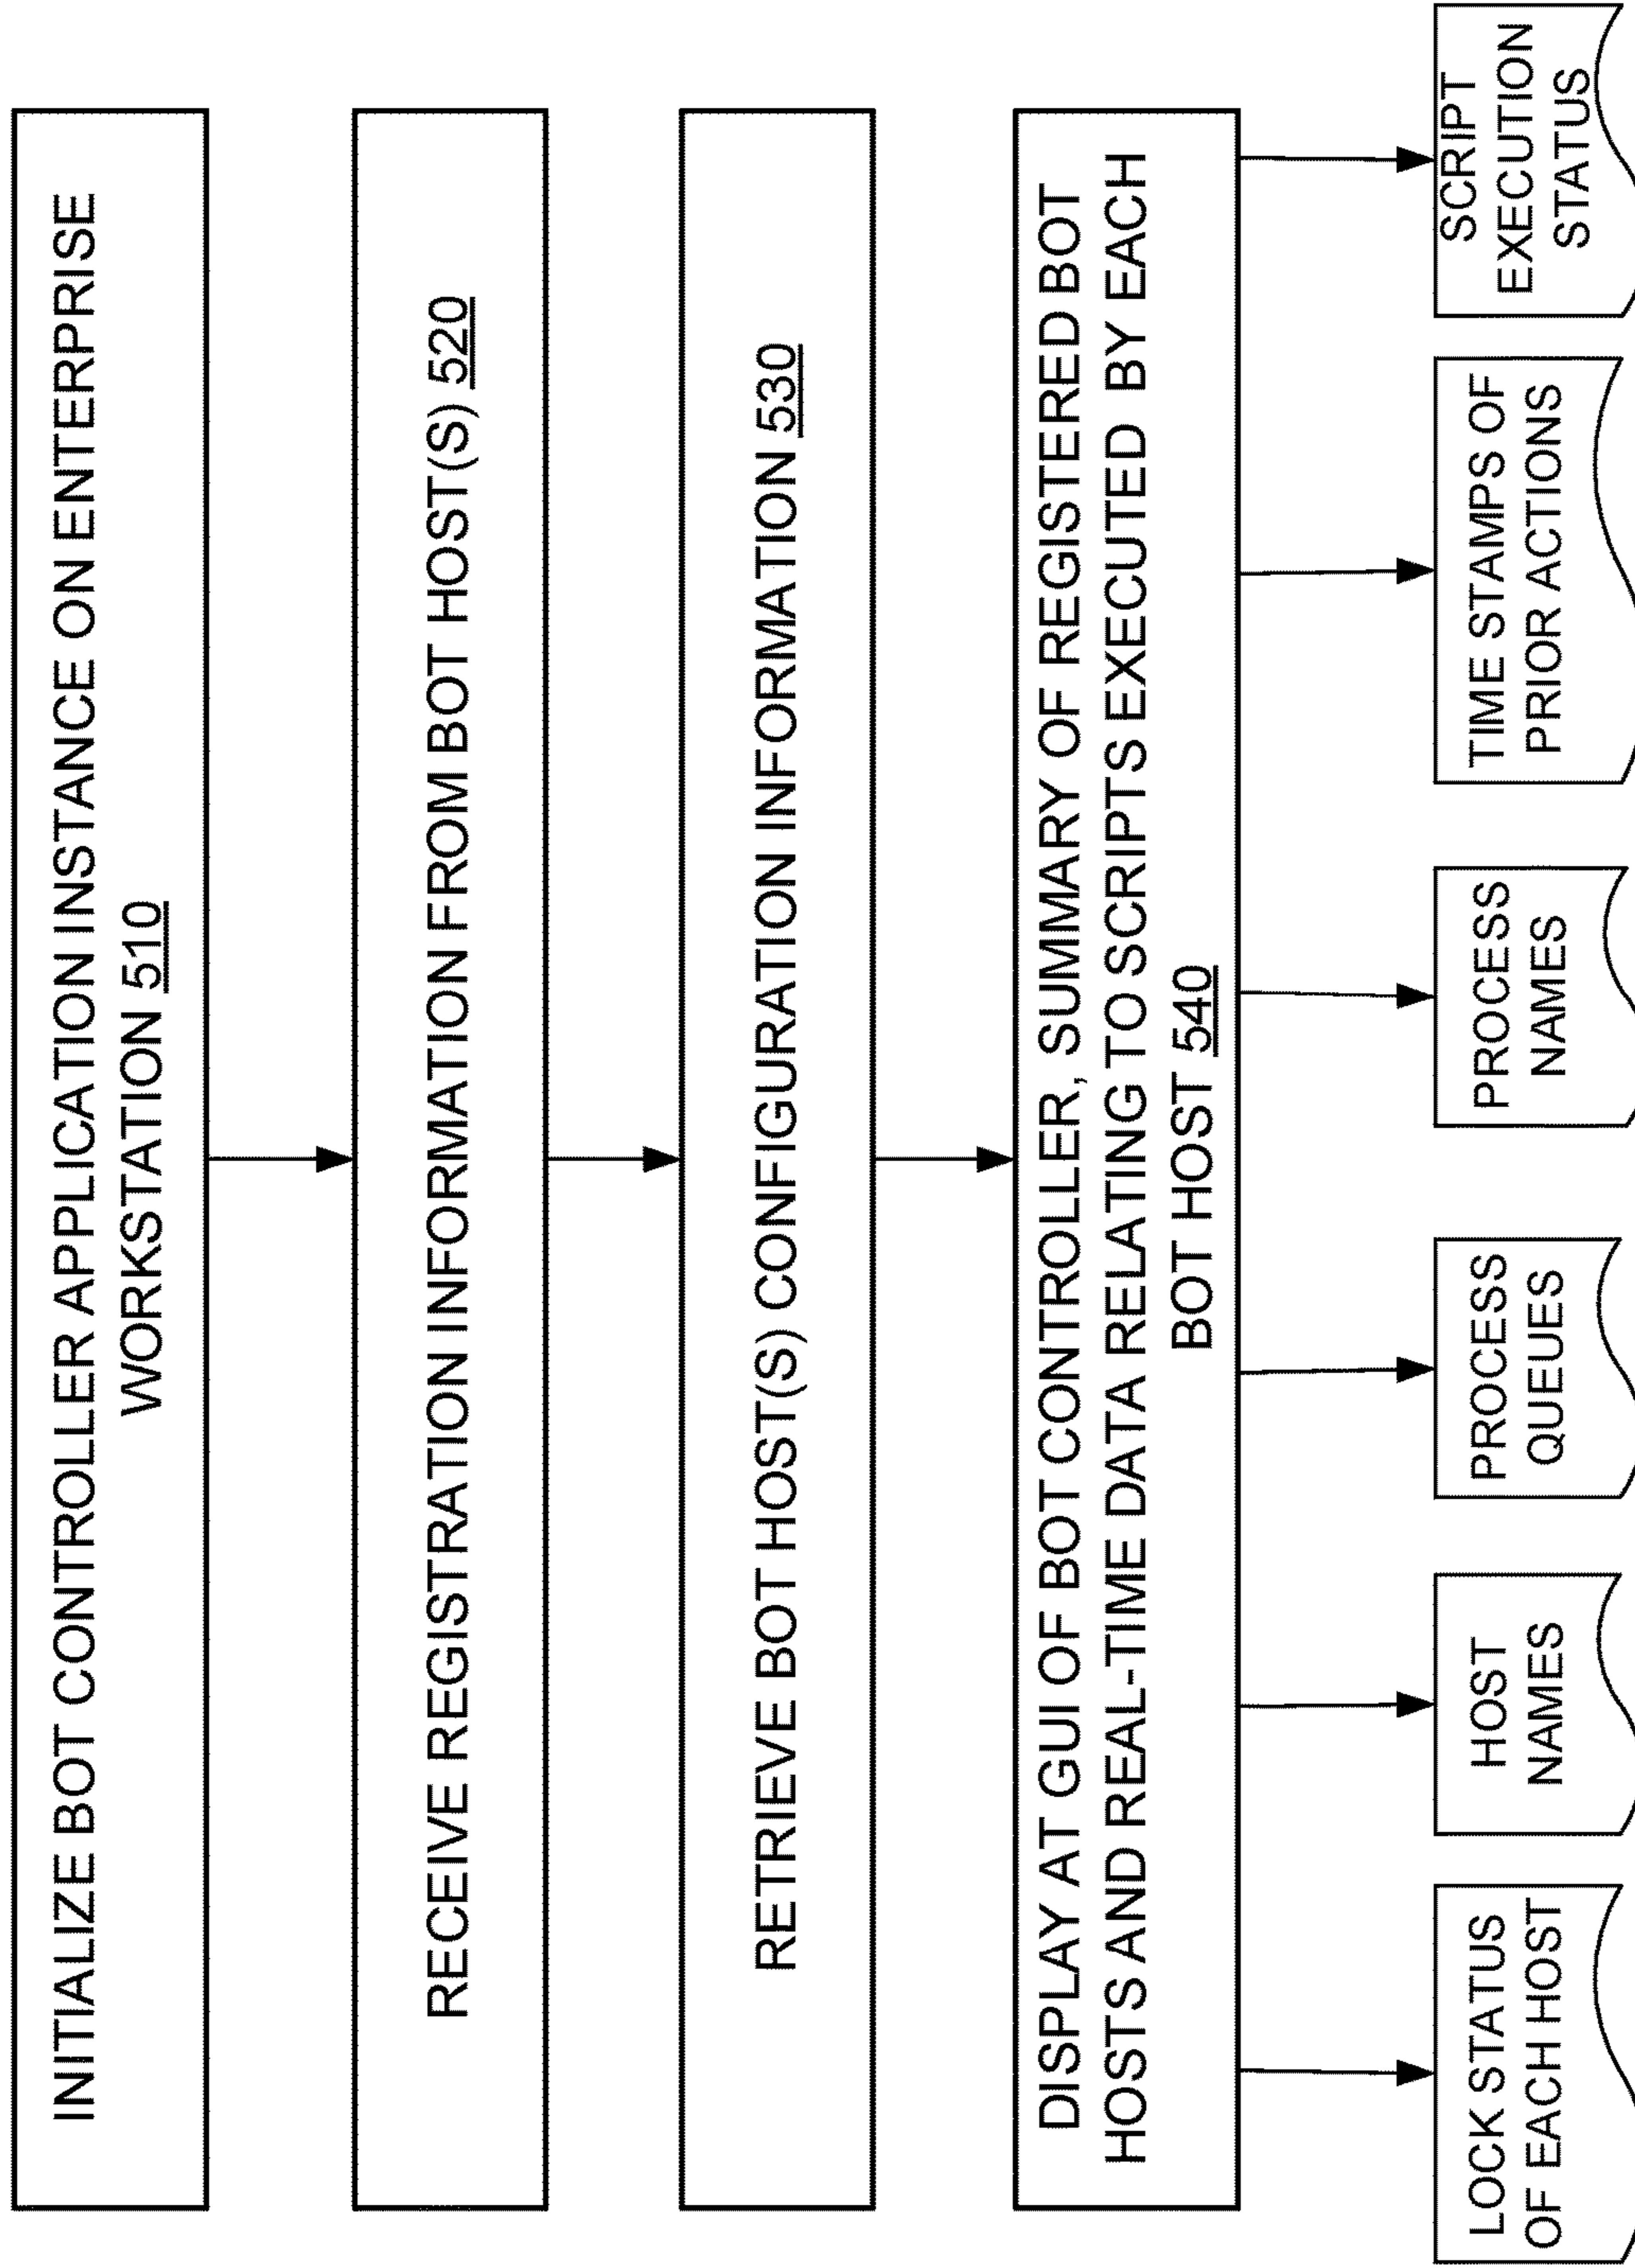 INITIALIZE BOT CONTROLLER APPLICATION INSTANCE ON ENTERPRISE
WORKSTATION 510
RECEIVE REGISTRATION INFORMATION FROM BOT HOST(S) 520
RETRIEVE BOT HOST(S) CONFIGURATION INFORMATION 530
DISPLAY AT GUI OF BOT CONTROLLER, SUMMARY OF REGISTERED BOT
HOSTS AND REAL-TIME DATA RELATING TO SCRIPTS EXECUTED BY EACH
BOT HOST 540
LOCK STATUS
OF EACH HOST
HOST
NAMES
PROCESS
QUEUES
PROCESS
NAMES
TIME STAMPS OF
PRIOR ACTIONS
SCRIPT
EXECUTION
STATUS